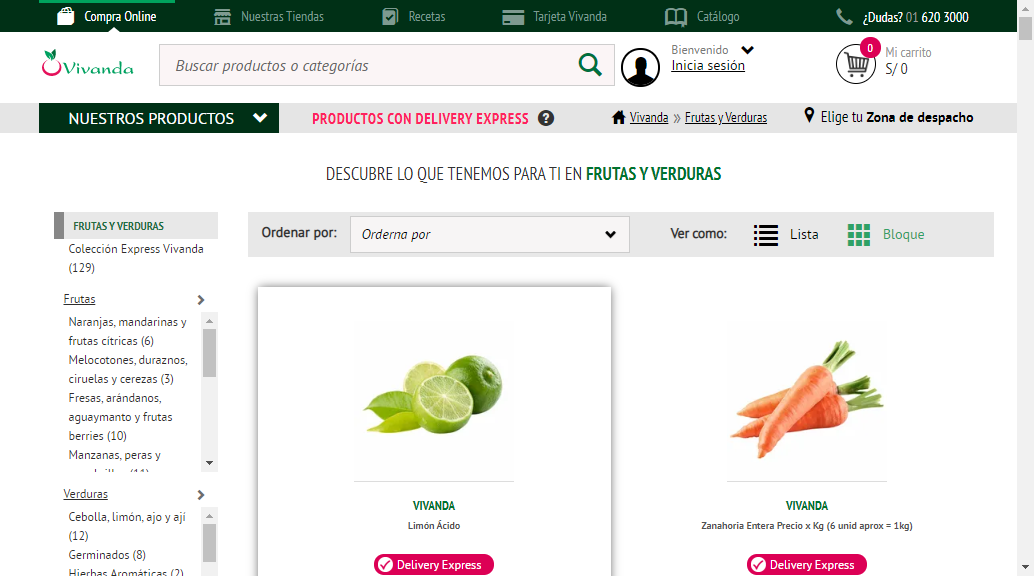 Compra Online
Nuestras Tiendas
Recetas
Tarjeta Vivanda
Catálogo
¿Dudas? 01 620 3000
Vivanda
Buscar productos o categorías
Bienvenido
Inicia sesión
0
Mi carrito
S/ 0
NUESTROS PRODUCTOS
PRODUCTOS CON DELIVERY EXPRESS ?
Vivanda » Frutas y Verduras
Elige tu Zona de despacho
DESCUBRE LO QUE TENEMOS PARA TI EN FRUTAS Y VERDURAS
FRUTAS Y VERDURAS
Colección Express Vivanda
(129)
Frutas
Naranjas, mandarinas y
frutas cítricas (6)
Melocotones, duraznos,
ciruelas y cerezas (3)
Fresas, arándanos,
aguaymanto y frutas
berries (10)
Manzanas, peras y
Verduras
Cebolla, limón, ajo y ají
(12)
Germinados (8)
Hierbas Aromáticas (2)
Ordenar por:
Orderna por
Ver como:
Lista
Bloque
VIVANDA
Limón Ácido
Delivery Express
VIVANDA
Zanahoria Entera Precio x Kg (6 unid aprox = 1kg)
Delivery Express